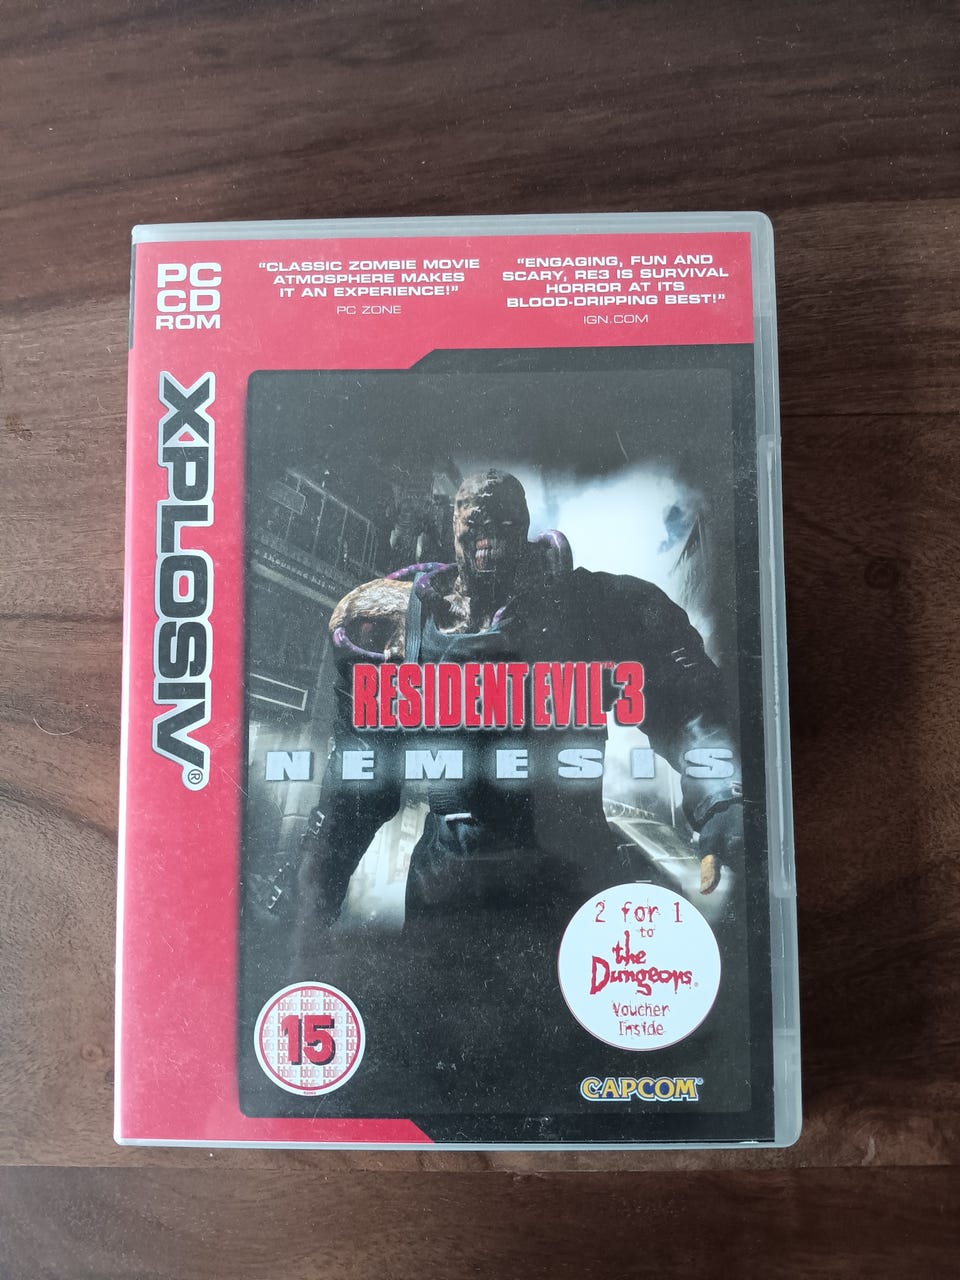 PC
CD
ROM
"CLASSIC ZOMBIE MOVIE
ATMOSPHERE MAKES
IT AN EXPERIENCE!"
PC ZONE
"ENGAGING, FUN AND
SCARY, RE3 IS SURVIVAL
HORROR AT ITS
BLOOD-DRIPPING BEST!"
IGN.COM
XPLOSIV®
RESIDENT EVIL™ 3
NEMESIS
2 for 1
to
the
Dungeons®
Voucher
Inside
15
CAPCOM®